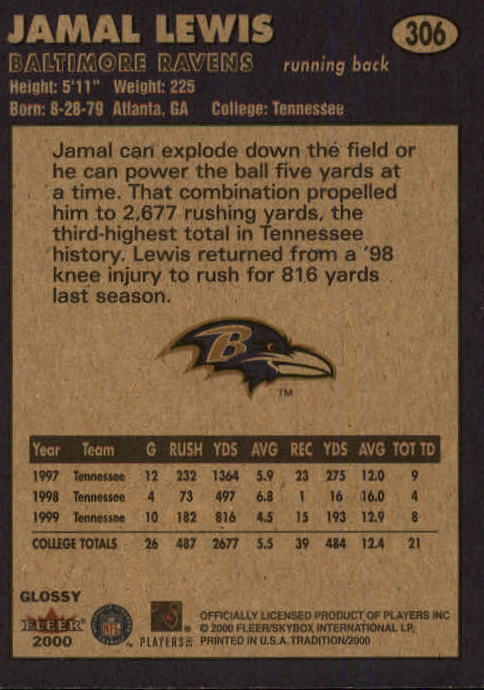 JAMAL LEWIS 306
BALTIMORE RAVENS running back
Height: 5'11" Weight: 225
Born: 8-28-79 Atlanta, GA College: Tennessee
Jamal can explode down the field or
he can power the ball five yards at
a time. That combination propelled
him to 2,677 rushing yards, the
third-highest total in Tennessee
history. Lewis returned from a '98
knee injury to rush for 816 yards
last season.
B
TM
Year Team G RUSH YDS AVG REC YDS AVG TOT TD
1997 Tennessee 12 232 1364 5.9 23 275 12.0 9
1998 Tennessee 4 73 497 6.8 1 16 16.0 4
1999 Tennessee 10 182 816 4.5 15 193 12.9 8
COLLEGE TOTALS 26 487 2677 5.5 39 484 12.4 21
GLOSSY
FLEER
2000
NFL
PLAYERS INC
OFFICIALLY LICENSED PRODUCT OF PLAYERS INC
© 2000 FLEER/SKYBOX INTERNATIONAL LP,
PRINTED IN U.S.A. TRADITION/2000